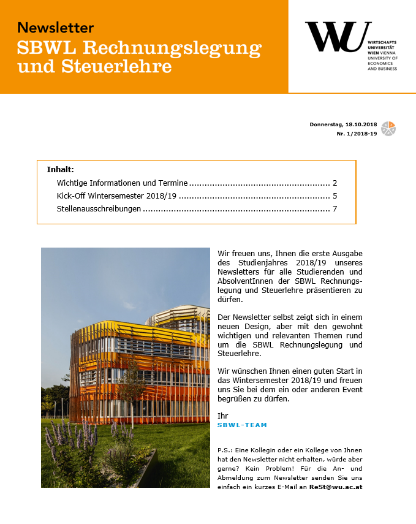 Newsletter
SBWL Rechnungslegung
und Steuerlehre
WU
WIRTSCHAFTS
UNIVERSITÄT
WIEN VIENNA
UNIVERSITY OF
ECONOMICS
AND BUSINESS
Donnerstag, 18.10.2018
Nr. 1/2018-19
Inhalt:
Wichtige Informationen und Termine ........................................................ 2
Kick-Off Wintersemester 2018/19 ........................................................... 5
Stellenausschreibungen ........................................................................ 7
Wir freuen uns, Ihnen die erste Ausgabe
des Studienjahres 2018/19 unseres
Newsletters für alle Studierenden und
AbsolventInnen der SBWL Rechnungs-
legung und Steuerlehre präsentieren zu
dürfen.
Der Newsletter selbst zeigt sich in einem
neuen Design, aber mit den gewohnt
wichtigen und relevanten Themen rund
um die SBWL Rechnungslegung und
Steuerlehre.
Wir wünschen Ihnen einen guten Start in
das Wintersemester 2018/19 und freuen
uns Sie bei dem ein oder anderen Event
begrüßen zu dürfen.
Ihr
SBWL-TEAM
P.S.: Eine Kollegin oder ein Kollege von Ihnen
hat den Newsletter nicht erhalten, würde aber
gerne? Kein Problem! Für die An- und
Abmeldung zum Newsletter senden Sie uns
einfach ein kurzes E-Mail an ReSt@wu.ac.at